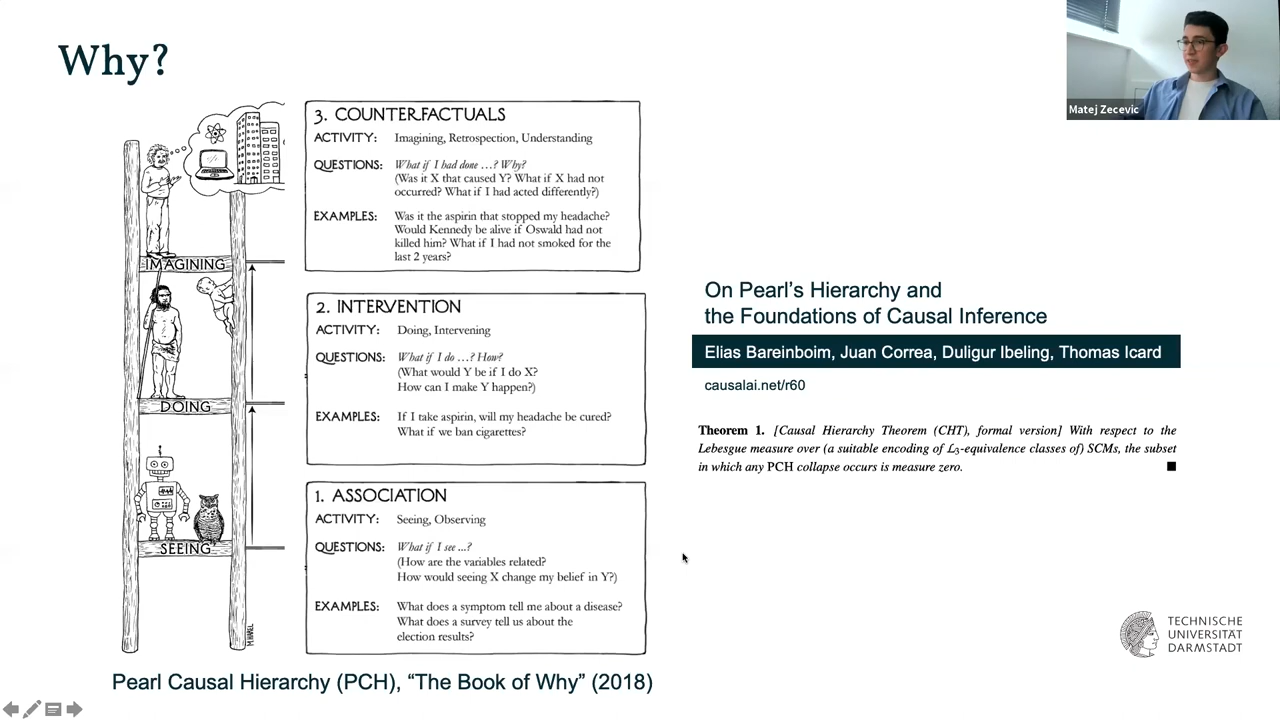 Why?
3. COUNTERFACTUALS
ACTIVITY: Imagining, Retrospection, Understanding
QUESTIONS: What if I had done …? Why?
(Was it X that caused Y? What if X had not
occurred? What if I had acted differently?)
EXAMPLES: Was it the aspirin that stopped my headache?
Would Kennedy be alive if Oswald had not
killed him? What if I had not smoked for the
last 2 years?
IMAGINING
2. INTERVENTION
ACTIVITY: Doing, Intervening
QUESTIONS: What if I do …? How?
(What would Y be if I do X?
How can I make Y happen?)
EXAMPLES: If I take aspirin, will my headache be cured?
What if we ban cigarettes?
DOING
1. ASSOCIATION
ACTIVITY: Seeing, Observing
QUESTIONS: What if I see ...?
(How are the variables related?
How would seeing X change my belief in Y?)
EXAMPLES: What does a symptom tell me about a disease?
What does a survey tell us about the
election results?
SEEING
M.HAREL
Pearl Causal Hierarchy (PCH), “The Book of Why” (2018)
Matej Zecevic
On Pearl’s Hierarchy and
the Foundations of Causal Inference
Elias Bareinboim, Juan Correa, Duligur Ibeling, Thomas Icard
causalai.net/r60
Theorem 1. [Causal Hierarchy Theorem (CHT), formal version] With respect to the
Lebesgue measure over (a suitable encoding of L₃-equivalence classes of) SCMs, the subset
in which any PCH collapse occurs is measure zero. ■
TECHNISCHE
UNIVERSITÄT
DARMSTADT